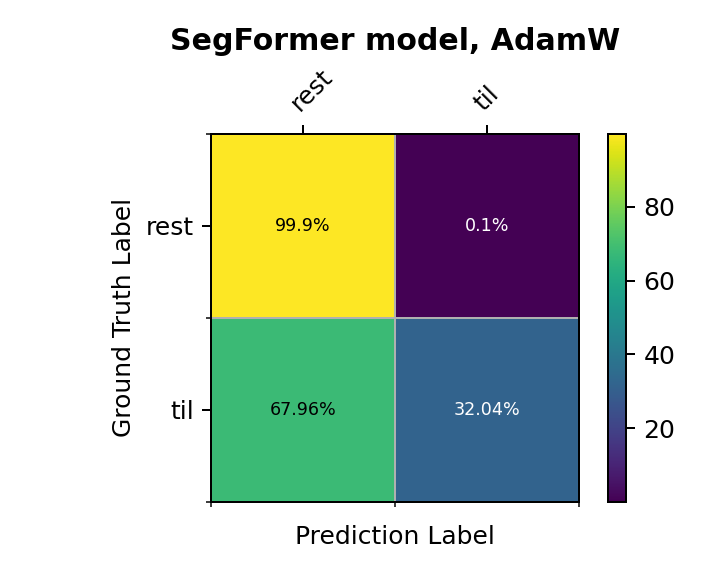 SegFormer model, AdamW
rest
til
Ground Truth Label
rest
99.9%
0.1%
til
67.96%
32.04%
80
60
40
20
Prediction Label